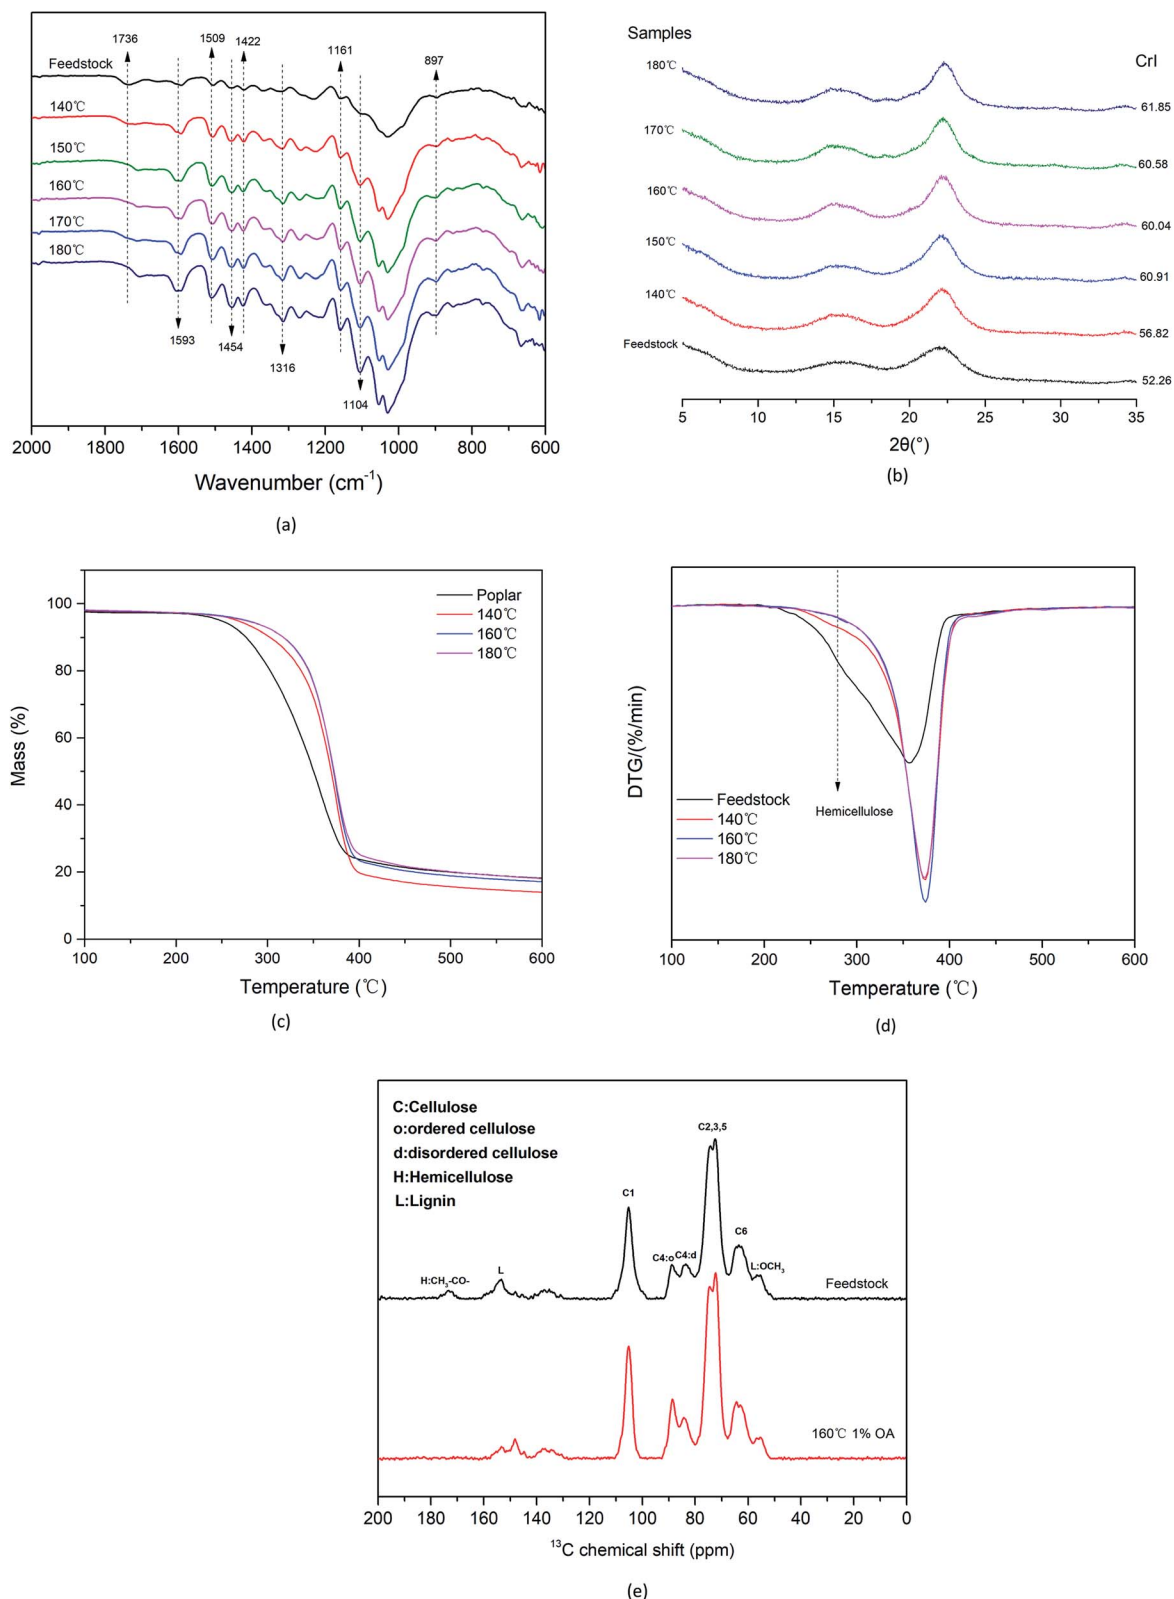 1736
1509
1422
1161
897
Feedstock
140℃
150℃
160℃
170℃
180℃
1593
1454
1316
1104
2000 1800 1600 1400 1200 1000 800 600
Wavenumber (cm-1)
(a)
Samples
CrI
180℃
61.85
170℃
60.58
160℃
60.04
150℃
60.91
140℃
56.82
Feedstock
52.26
5 10 15 20 25 30 35
2θ(°)
(b)
Mass (%)
100
80
60
40
20
0
Poplar
140℃
160℃
180℃
100 200 300 400 500 600
Temperature (℃)
(c)
DTG/(%/min)
Hemicellulose
Feedstock
140℃
160℃
180℃
100 200 300 400 500 600
Temperature (℃)
(d)
C:Cellulose
o:ordered cellulose
d:disordered cellulose
H:Hemicellulose
L:Lignin
H:CH3-CO-
L
C1
C4:o
C4:d
C2,3,5
C6
L:OCH3
Feedstock
160℃ 1% OA
200 180 160 140 120 100 80 60 40 20 0
13C chemical shift (ppm)
(e)